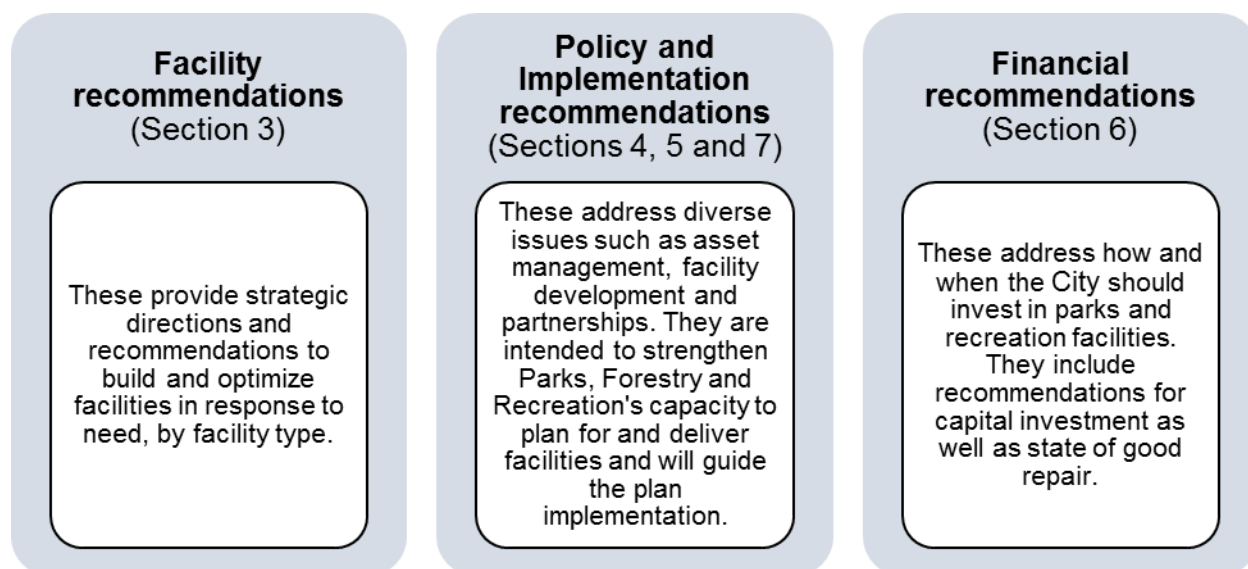 Facility
recommendations
(Section 3)
These provide strategic
directions and
recommendations to
build and optimize
facilities in response to
need, by facility type.
Policy and
Implementation
recommendations
(Sections 4, 5 and 7)
These address diverse
issues such as asset
management, facility
development and
partnerships. They are
intended to strengthen
Parks, Forestry and
Recreation's capacity to
plan for and deliver
facilities and will guide
the plan
implementation.
Financial
recommendations
(Section 6)
These address how and
when the City should
invest in parks and
recreation facilities.
They include
recommendations for
capital investment as
well as state of good
repair.